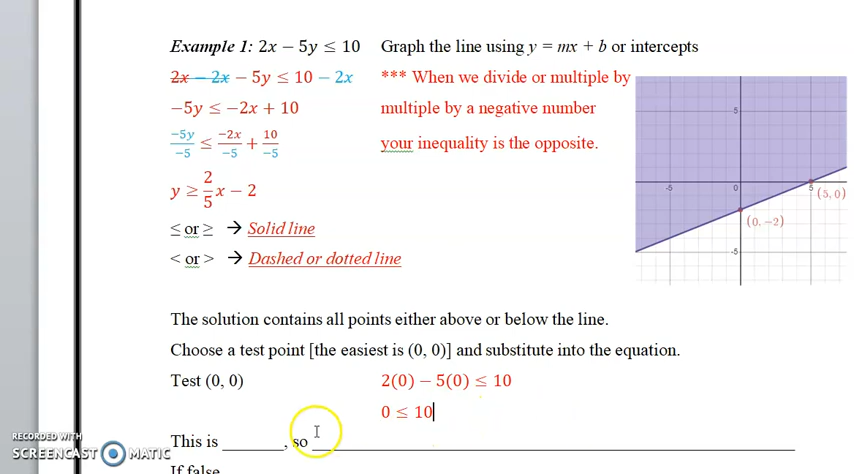 Example 1: 2x − 5y ≤ 10 Graph the line using y = mx + b or intercepts
2x − 2x − 5y ≤ 10 − 2x *** When we divide or multiple by
−5y ≤ −2x + 10 multiple by a negative number
−5y/−5 ≤ −2x/−5 + 10/−5 your inequality is the opposite.
y ≥ 2/5 x − 2
≤ or ≥ → Solid line
< or > → Dashed or dotted line
5
-5 0 5
(5, 0)
(0, −2)
-5
The solution contains all points either above or below the line.
Choose a test point [the easiest is (0, 0)] and substitute into the equation.
Test (0, 0) 2(0) − 5(0) ≤ 10
0 ≤ 10
This is _______, so _______
If false
RECORDED WITH
SCREENCAST MATIC